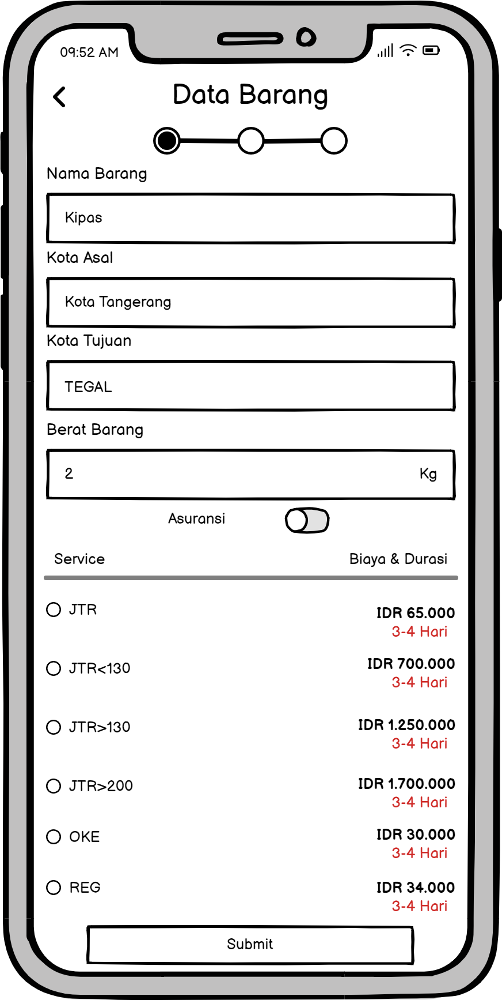 09:52 AM
Data Barang
Nama Barang
Kipas
Kota Asal
Kota Tangerang
Kota Tujuan
TEGAL
Berat Barang
2 Kg
Asuransi
Service Biaya & Durasi
JTR IDR 65.000
3-4 Hari
JTR<130 IDR 700.000
3-4 Hari
JTR>130 IDR 1.250.000
3-4 Hari
JTR>200 IDR 1.700.000
3-4 Hari
OKE IDR 30.000
3-4 Hari
REG IDR 34.000
3-4 Hari
Submit